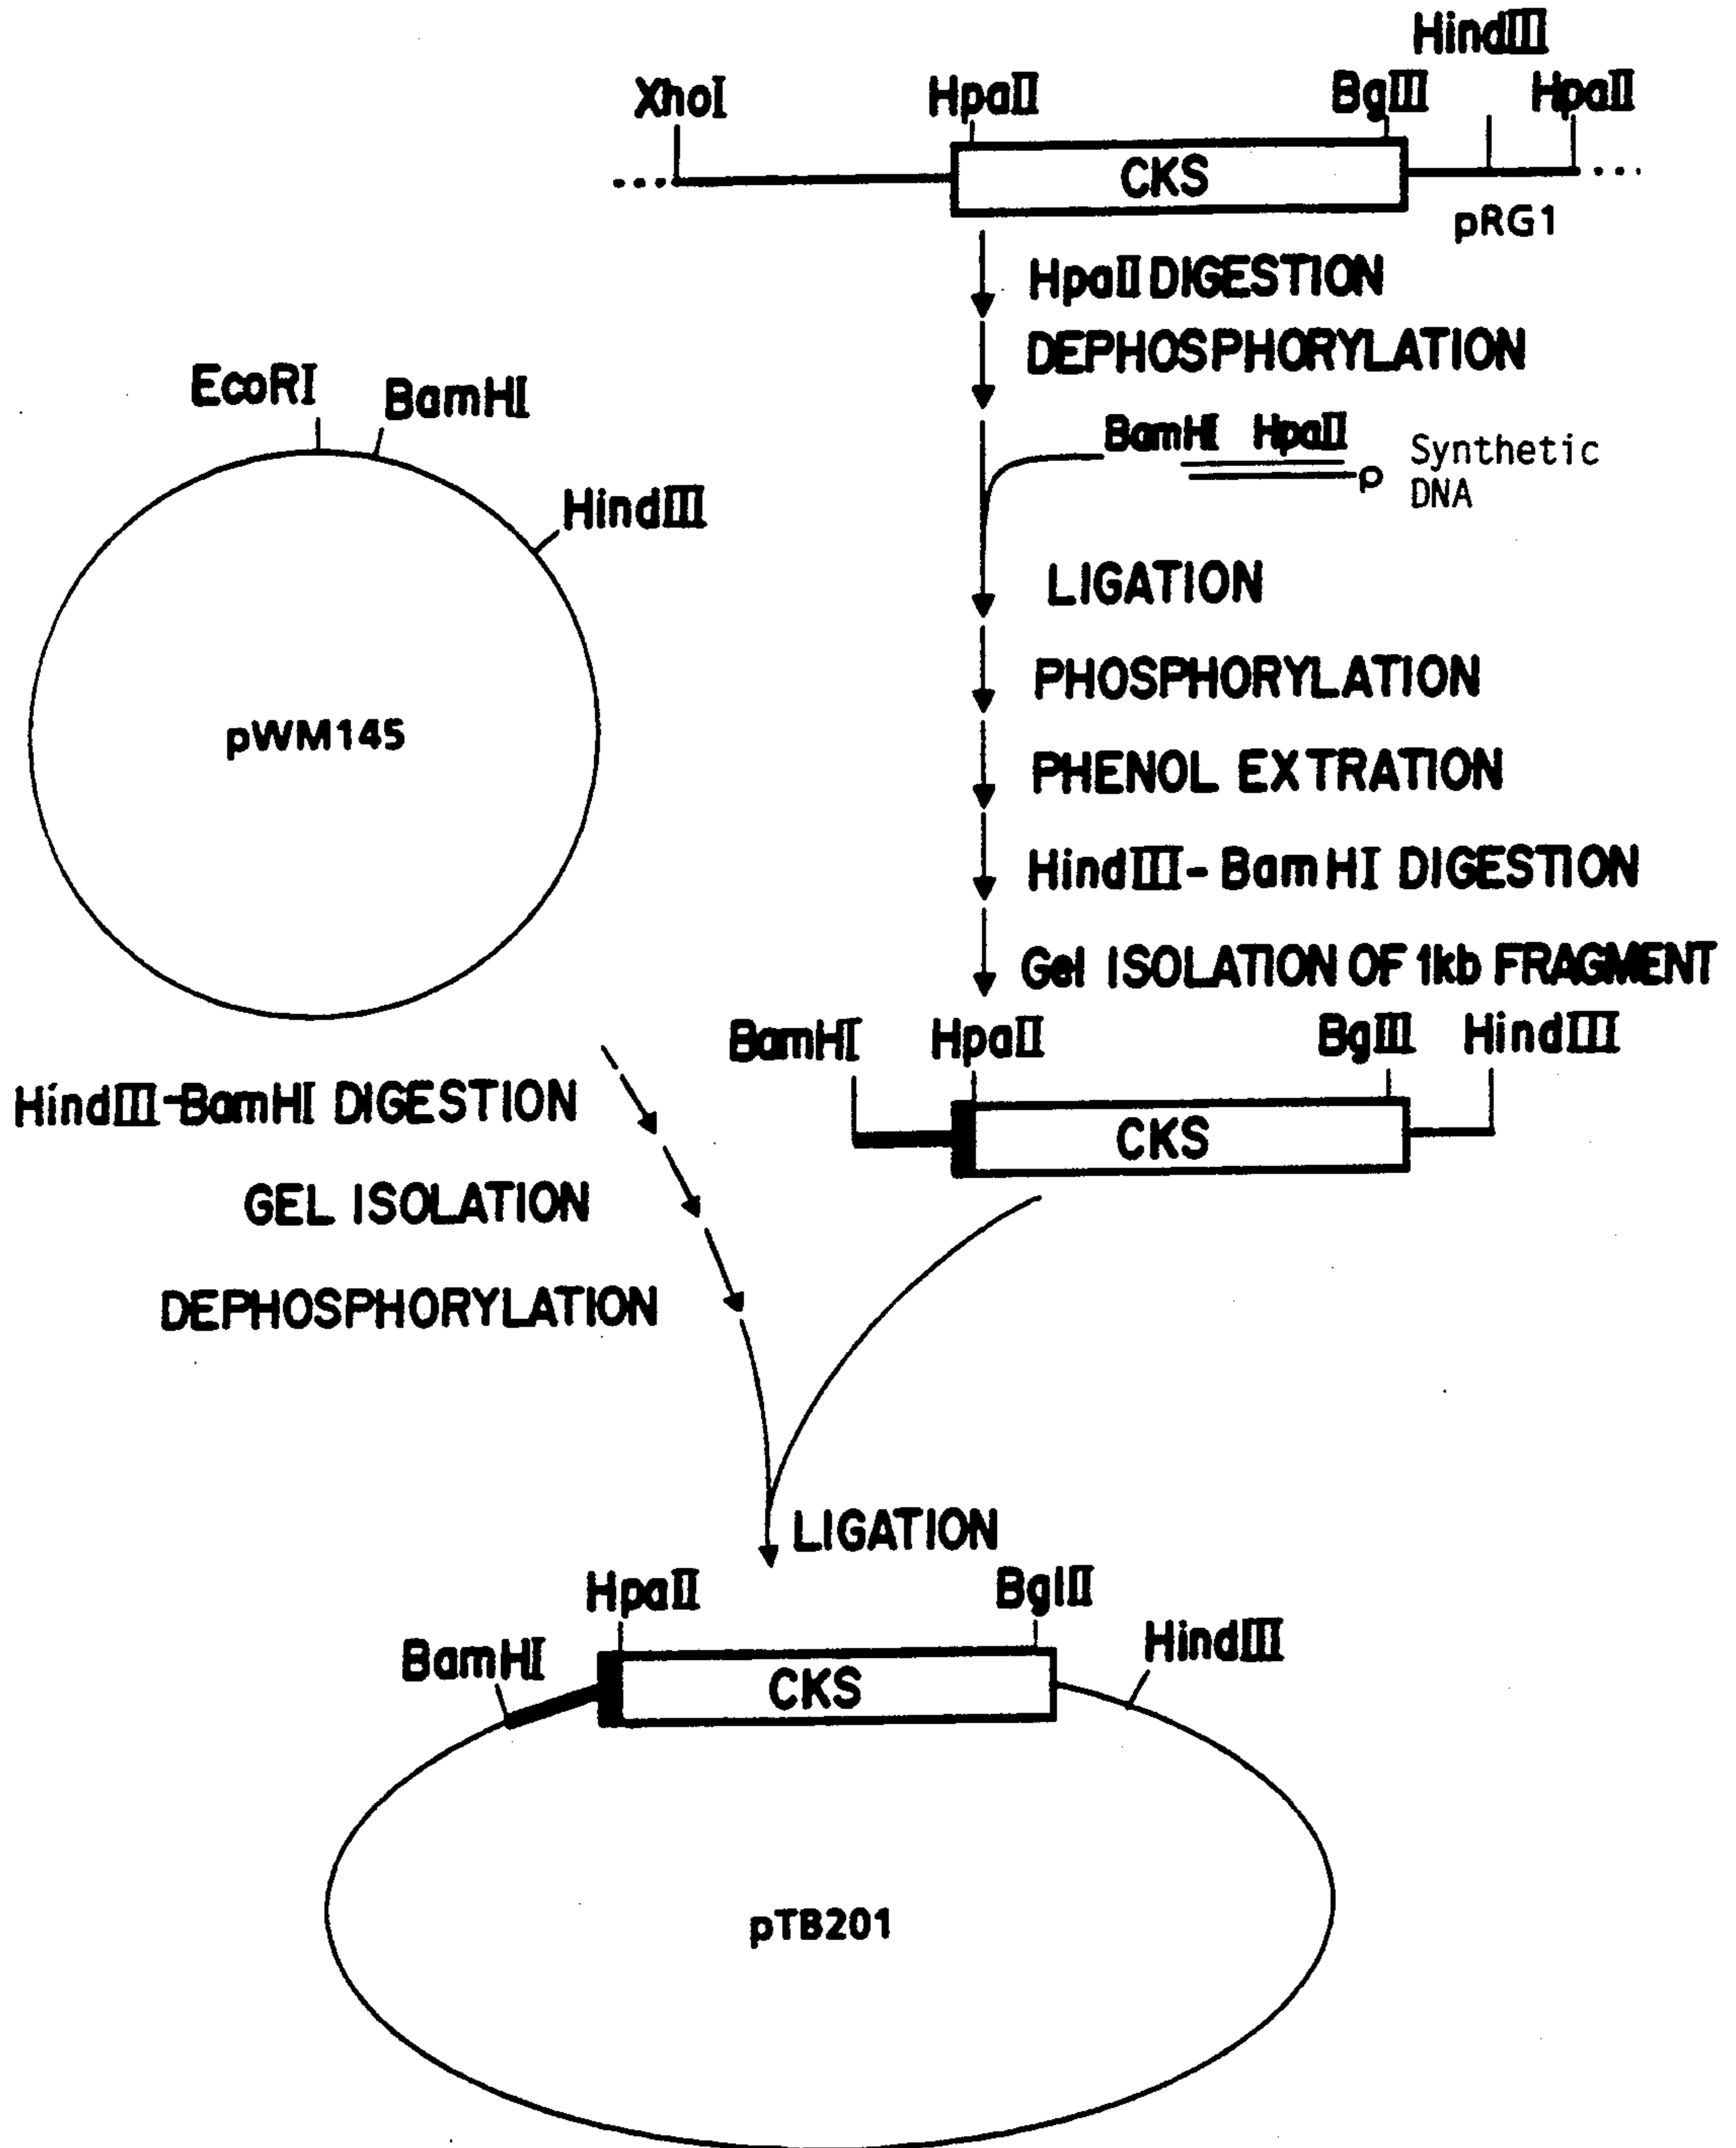 HindIII
XhoI HpaII BglII HpaII
CKS
pRG1
HpaII DIGESTION
DEPHOSPHORYLATION
BamHI HpaII
p
Synthetic
DNA
LIGATION
PHOSPHORYLATION
PHENOL EXTRATION
HindIII-BamHI DIGESTION
Gel ISOLATION OF 1kb FRAGMENT
EcoRI
BamHI
HindIII
pWM145
BamHI HpaII BglII HindIII
CKS
HindIII-BamHI DIGESTION
GEL ISOLATION
DEPHOSPHORYLATION
LIGATION
HpaII BglII
BamHI HindIII
CKS
pTB201